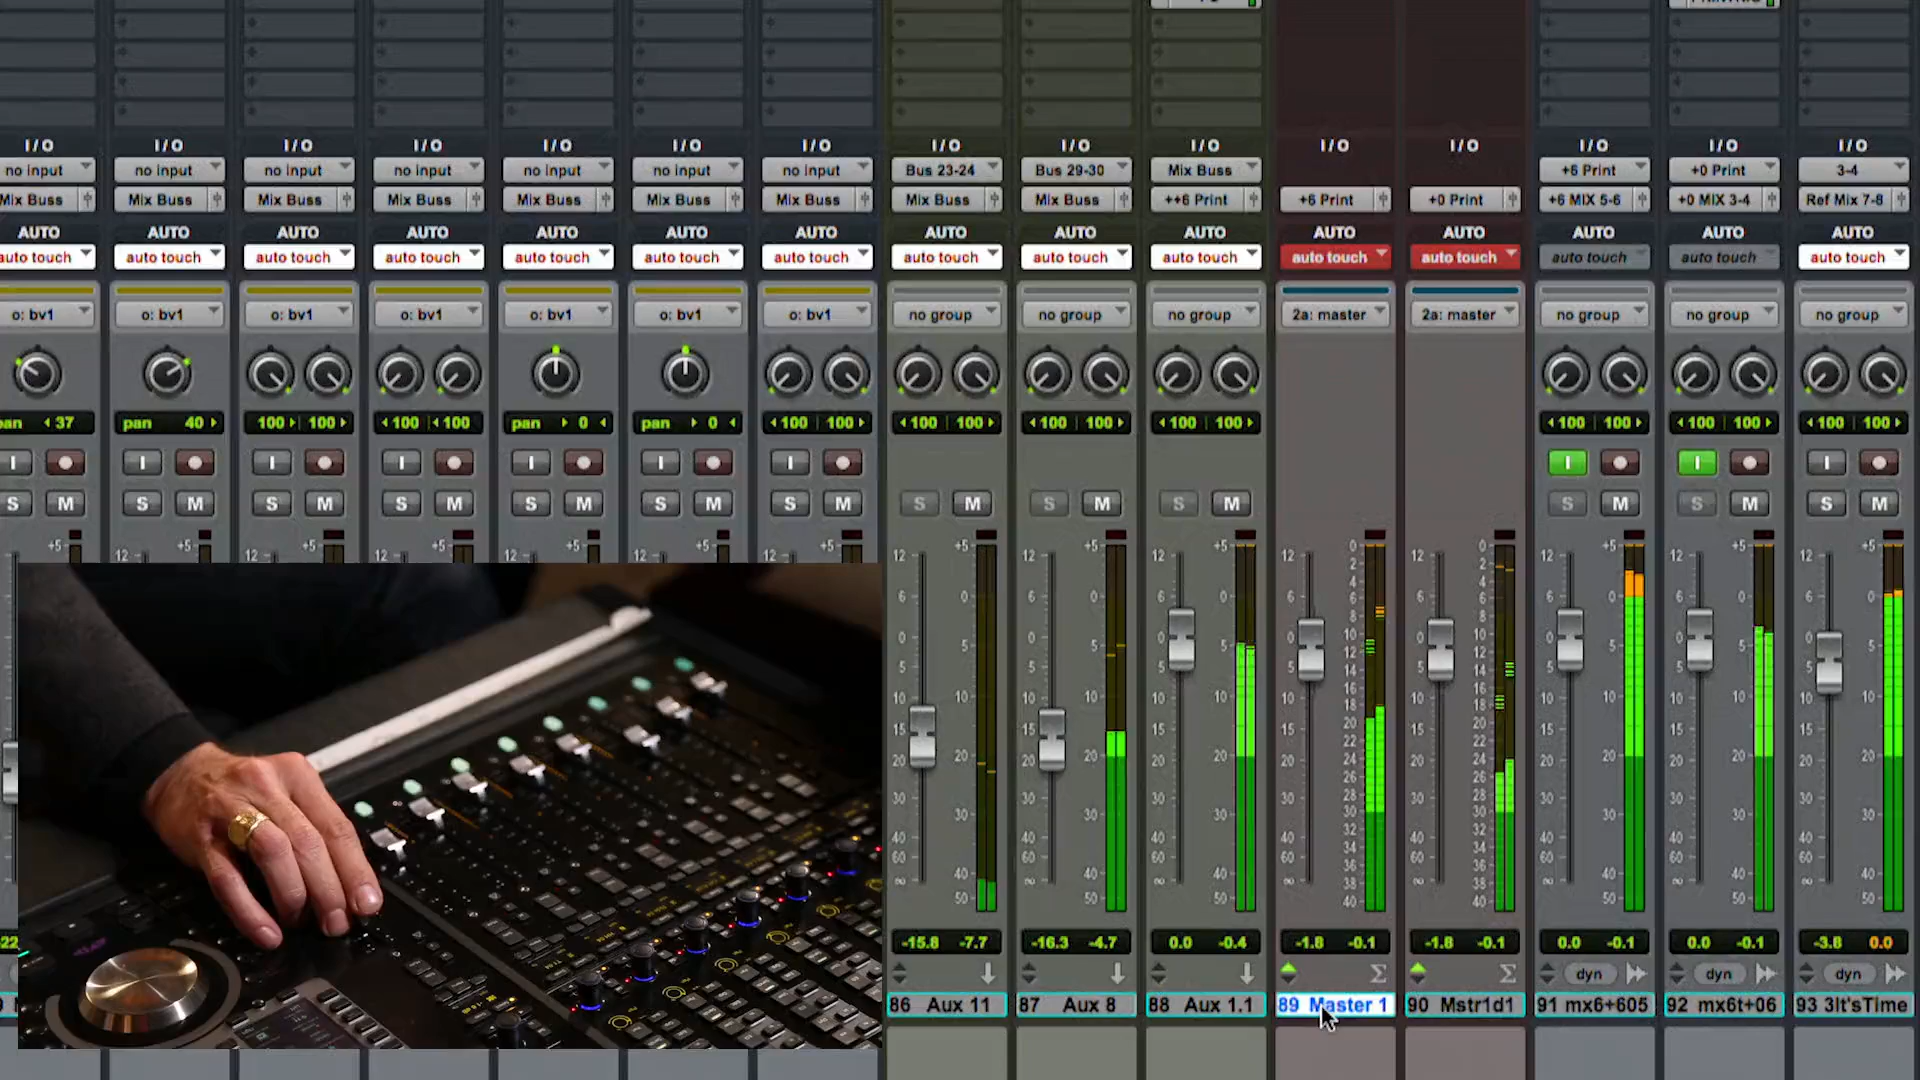 I/O I/O I/O I/O I/O I/O I/O I/O I/O I/O I/O I/O I/O I/O I/O
no input no input no input no input no input no input no input Bus 23-24 Bus 29-30 Mix Buss +6 Print +0 Print 3-4
Mix Buss Mix Buss Mix Buss Mix Buss Mix Buss Mix Buss Mix Buss Mix Buss Mix Buss ++6 Print +6 Print +0 Print +6 MIX 5-6 +0 MIX 3-4 Ref Mix 7-8
AUTO AUTO AUTO AUTO AUTO AUTO AUTO AUTO AUTO AUTO AUTO AUTO AUTO AUTO AUTO
auto touch auto touch auto touch auto touch auto touch auto touch auto touch auto touch auto touch auto touch auto touch auto touch auto touch auto touch auto touch
o: bv1 o: bv1 o: bv1 o: bv1 o: bv1 o: bv1 o: bv1 no group no group no group 2a: master 2a: master no group no group no group
pan 37 pan 40 100 100 100 100 pan 0 pan 0 100 100 100 100 100 100 100 100 100 100 100 100 100 100
I I I I I I I I I I
S M S M S M S M S M S M S M S M S M S M S M S M S M
-15.8 -7.7 -16.3 -4.7 0.0 -0.4 -1.8 -0.1 -1.8 -0.1 0.0 -0.1 0.0 -0.1 -3.8 0.0
dyn dyn dyn
86 Aux 11 87 Aux 8 88 Aux 1.1 89 Master 1 90 Mstr1d1 91 mx6+605 92 mx6t+06 93 3It'sTime